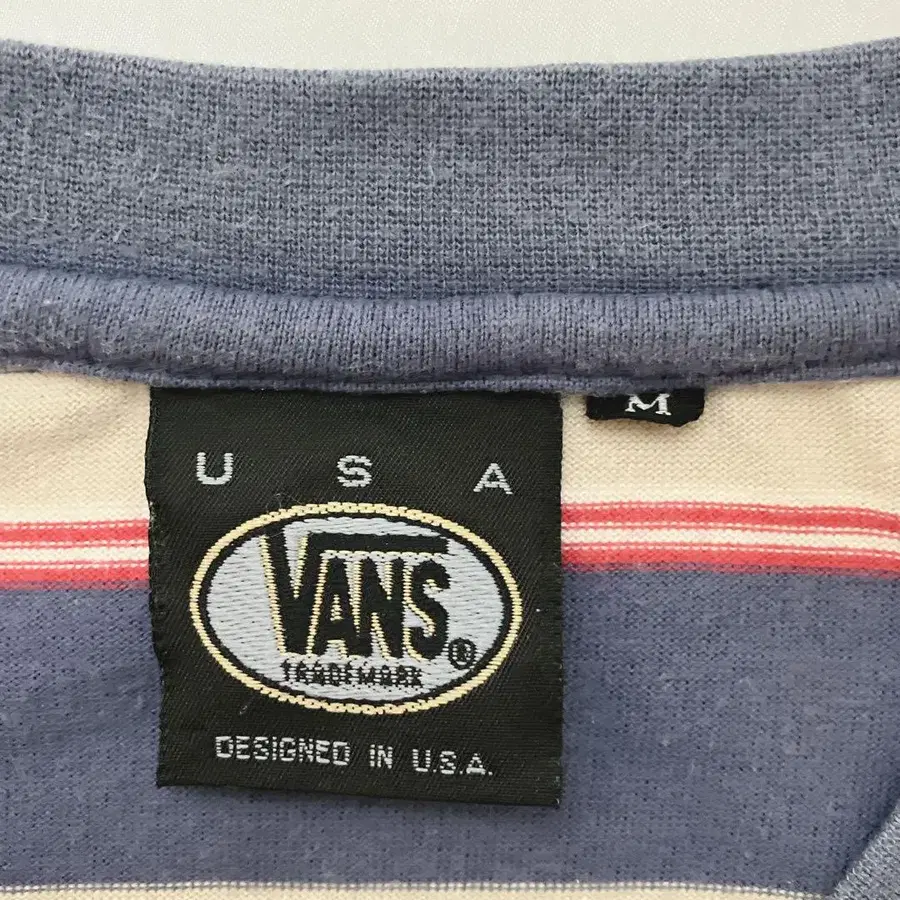 M
U S A
VANS®
TRADEMARK
DESIGNED IN U.S.A.